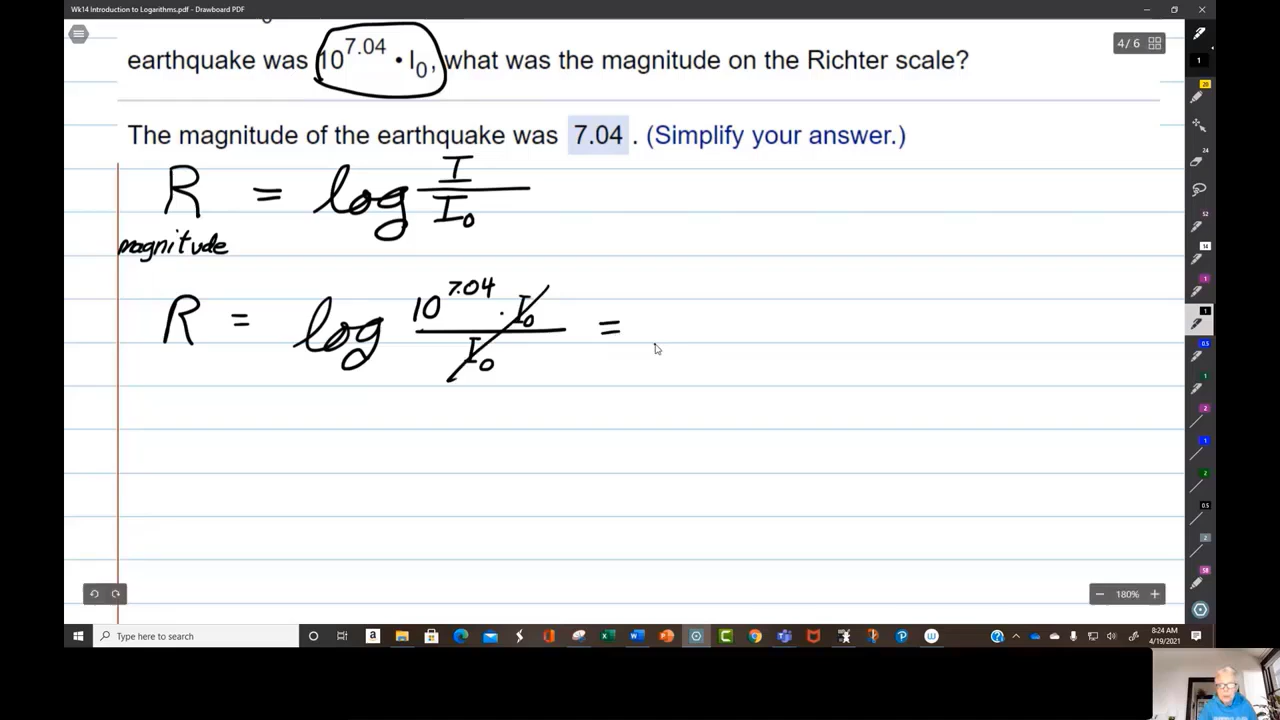 Wk14 Introduction to Logarithms.pdf - Drawboard PDF
earthquake was 10^7.04 • I₀, what was the magnitude on the Richter scale?
4/6
The magnitude of the earthquake was 7.04. (Simplify your answer.)
R = log I/I₀
magnitude
R = log 10^7.04 · I₀/I₀ =
180%
Type here to search
8:24 AM
4/19/2021